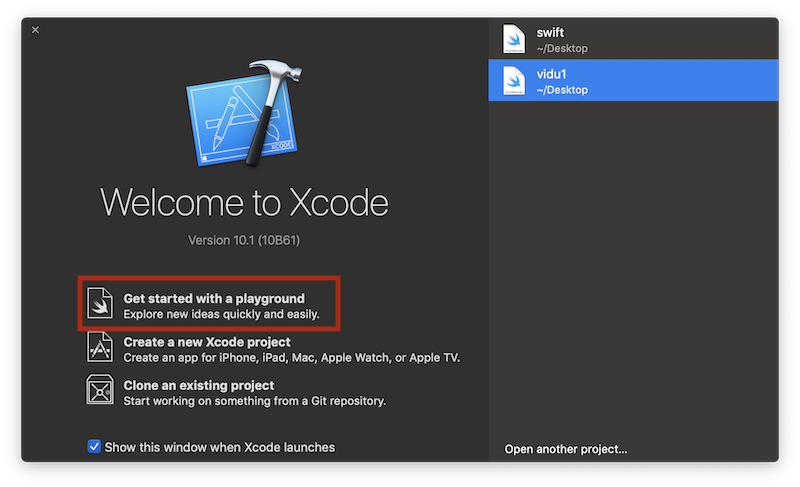 XCODE
Welcome to Xcode
Version 10.1 (10B61)
Get started with a playground
Explore new ideas quickly and easily.
Create a new Xcode project
Create an app for iPhone, iPad, Mac, Apple Watch, or Apple TV.
Clone an existing project
Start working on something from a Git repository.
Show this window when Xcode launches
swift
~/Desktop
vidu1
~/Desktop
Open another project...